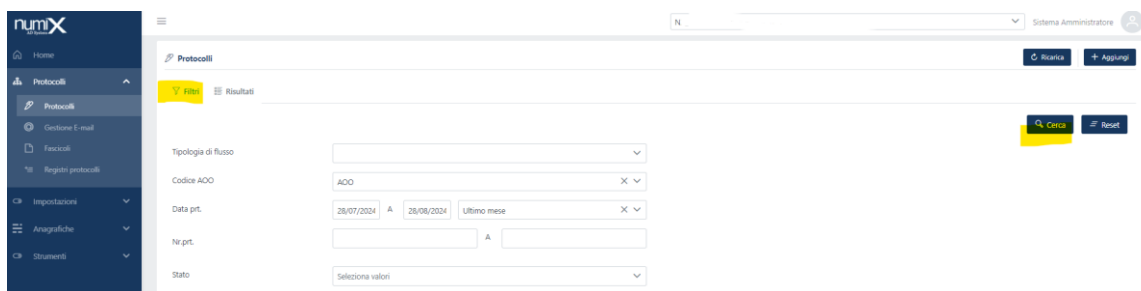 numiX
N
Sistema Amministratore
Home
Protocolli
Protocolli
Gestione E-mail
Fascicoli
Registri protocolli
Impostazioni
Anagrafiche
Strumenti
Protocolli
Ricarica
+ Aggiungi
Filtri
Risultati
Cerca
Reset
Tipologia di flusso
Codice AOO
AOO
Data prt.
28/07/2024 A 28/08/2024 Ultimo mese
Nr.prt.
A
Stato
Seleziona valori